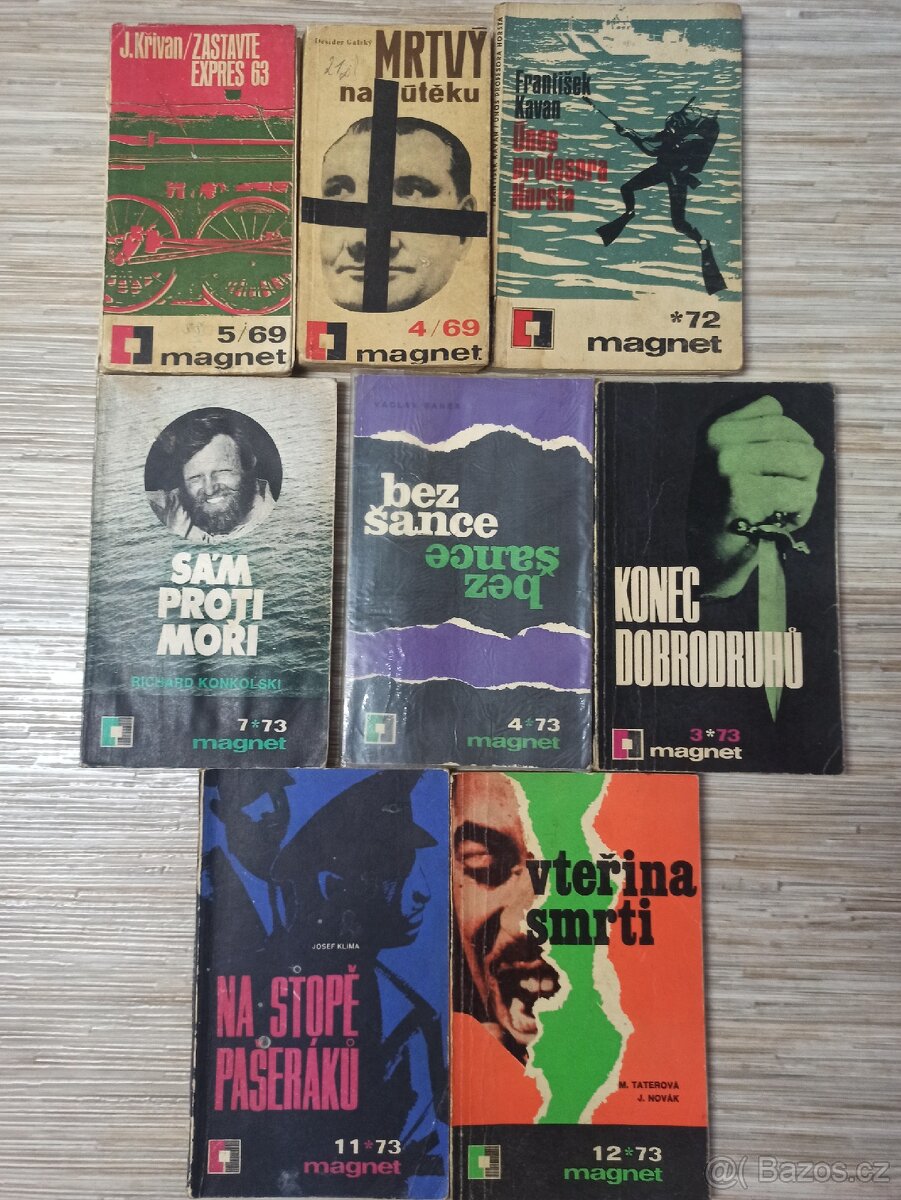 J. Křivan/ZASTAVTE
EXPRES 63
5/69
magnet
Desider Galský
MRTVÝ
na útěku
4/69
magnet
František
Kavan
Únos
profesora
Horsta
*72
magnet
SÁM
PROTI
MOŘI
RICHARD KONKOLSKI
7*73
magnet
bez
šance
bez
šance
4*73
magnet
KONEC
DOBRODRUHŮ
3*73
magnet
JOSEF KLÍMA
NA STOPĚ
PAŠERÁKŮ
11*73
magnet
vteřina
smrti
M. TATEROVÁ
J. NOVÁK
12*73
magnet
@( Bazos.cz